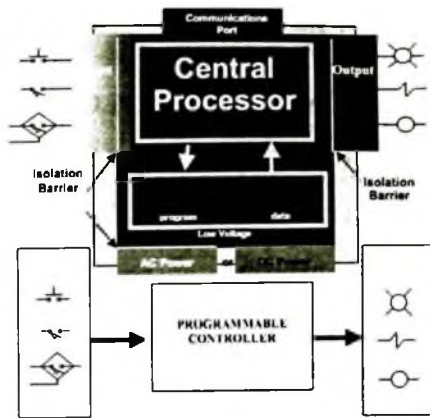 Communications
Port
Central
Processor
Output
Isolation
Barrier
Isolation
Barrier
program data
Low Voltage
AC Power or DC Power
PROGRAMMABLE
CONTROLLER